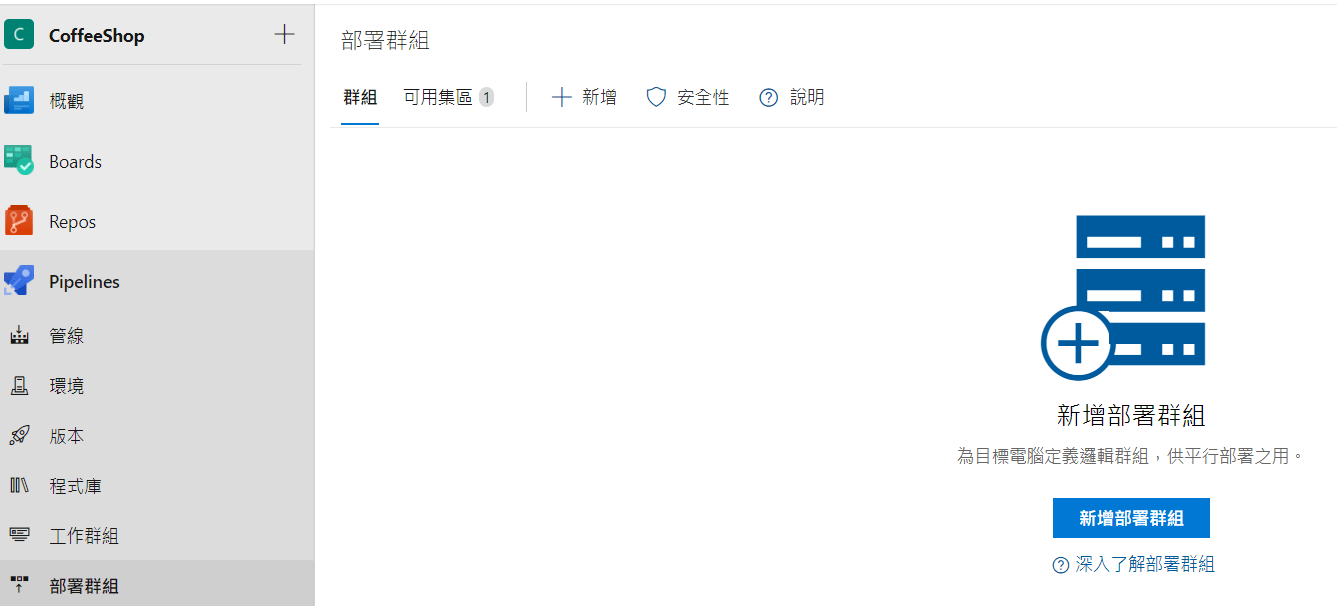 C CoffeeShop
概觀
Boards
Repos
Pipelines
管線
環境
版本
程式庫
工作群組
部署群組
部署群組
群組 可用集區 1 新增 安全性 說明
新增部署群組
為目標電腦定義邏輯群組，供平行部署之用。
新增部署群組
深入了解部署群組